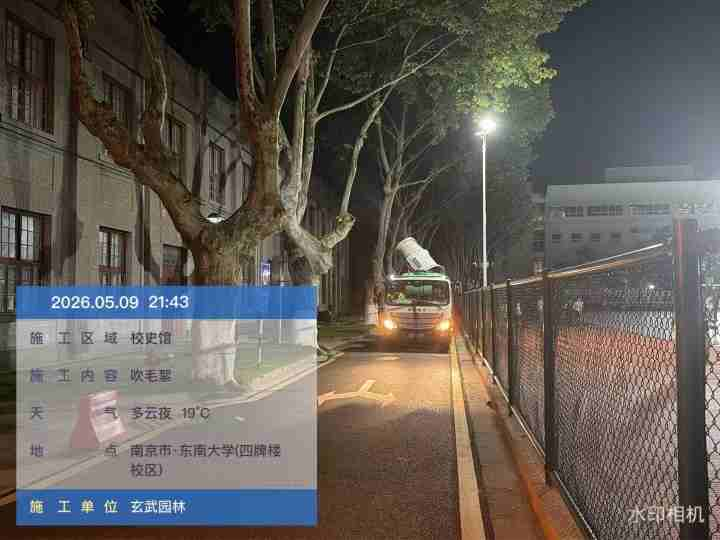 2026.05.09 21:43
施工区域 校史馆
施工内容 吹毛絮
天气 多云夜 19℃
地点 南京市·东南大学(四牌楼
校区)
施工单位 玄武园林
水印相机